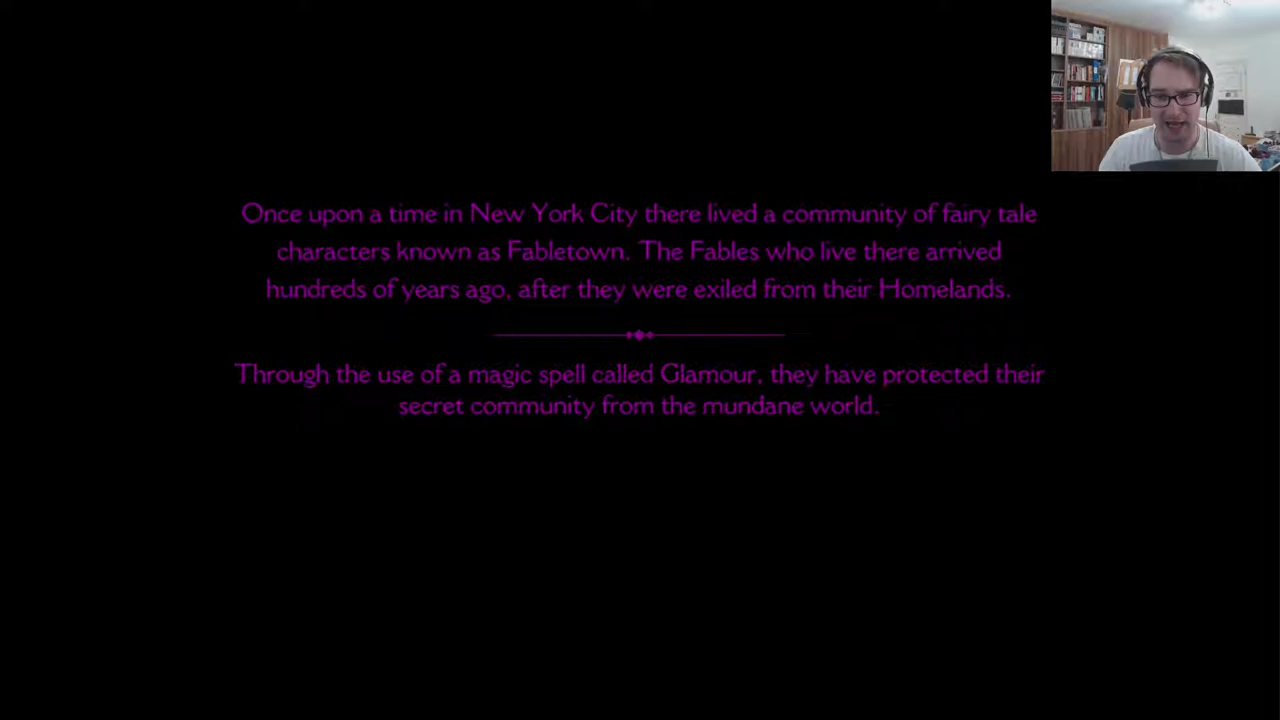 Once upon a time in New York City there lived a community of fairy tale
characters known as Fabletown. The Fables who live there arrived
hundreds of years ago, after they were exiled from their Homelands.
Through the use of a magic spell called Glamour, they have protected their
secret community from the mundane world.